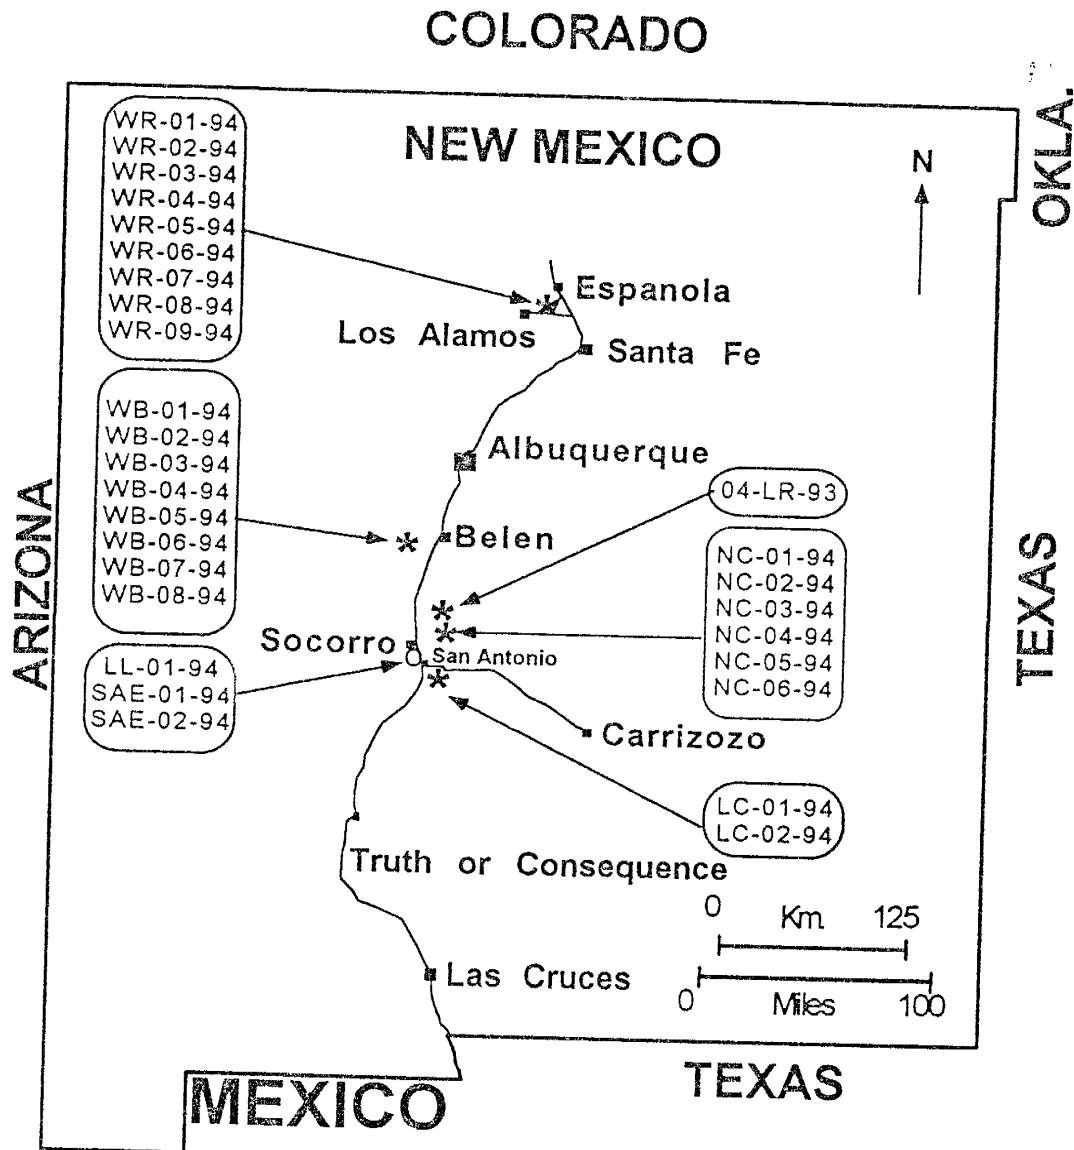 COLORADO
OKLA.
NEW MEXICO
N
WR-01-94
WR-02-94
WR-03-94
WR-04-94
WR-05-94
WR-06-94
WR-07-94
WR-08-94
WR-09-94
Espanola
Los Alamos
Santa Fe
WB-01-94
WB-02-94
WB-03-94
WB-04-94
WB-05-94
WB-06-94
WB-07-94
WB-08-94
Albuquerque
04-LR-93
ARIZONA
Belen
NC-01-94
NC-02-94
NC-03-94
NC-04-94
NC-05-94
NC-06-94
TEXAS
Socorro
San Antonio
LL-01-94
SAE-01-94
SAE-02-94
Carrizozo
LC-01-94
LC-02-94
Truth or Consequence
0 Km. 125
Las Cruces
0 Miles 100
MEXICO
TEXAS